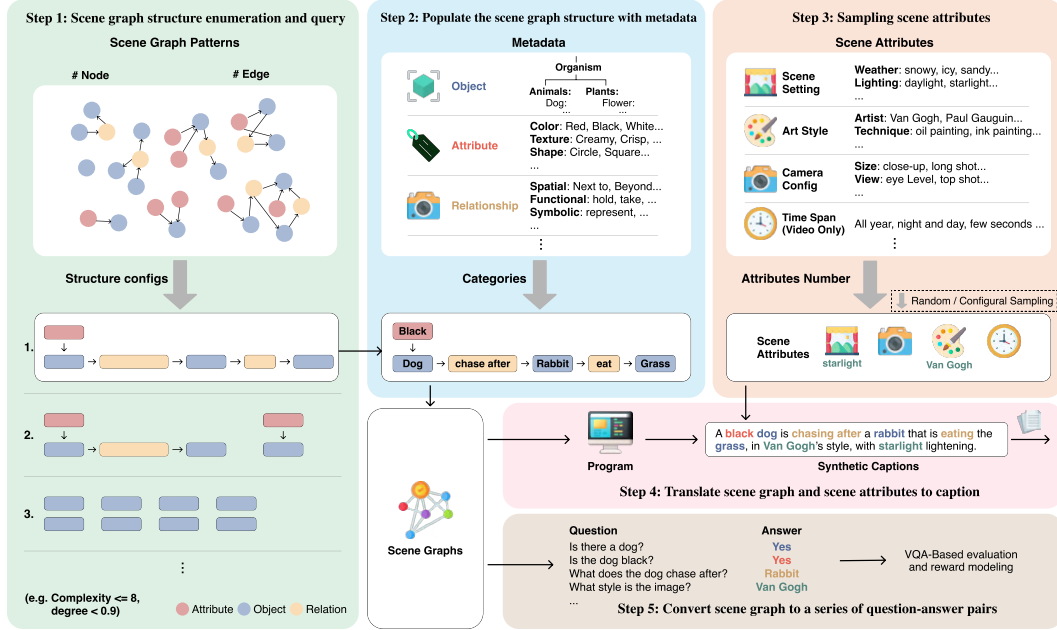 Step 1: Scene graph structure enumeration and query
Scene Graph Patterns
# Node
# Edge
Structure configs
1.
2.
3.
⋮
(e.g. Complexity <= 8,
degree < 0.9)
Attribute
Object
Relation
Step 2: Populate the scene graph structure with metadata
Metadata
Object
Organism
Animals:
Plants:
Dog:
Flower:
...
...
Attribute
Color: Red, Black, White...
Texture: Creamy, Crisp, ...
Shape: Circle, Square...
...
Relationship
Spatial: Next to, Beyond...
Functional: hold, take, ...
Symbolic: represent, ...
...
⋮
Categories
Black
Dog → chase after → Rabbit → eat → Grass
Step 3: Sampling scene attributes
Scene Attributes
Scene
Setting
Weather: snowy, icy, sandy...
Lighting: daylight, starlight...
...
Art Style
Artist: Van Gogh, Paul Gauguin...
Technique: oil painting, ink painting...
...
Camera
Config
Size: close-up, long shot...
View: eye Level, top shot...
...
Time Span
(Video Only)
All year, night and day, few seconds ...
⋮
Attributes Number
Random / Configural Sampling
Scene
Attributes
starlight
Van Gogh
Scene Graphs
Program
A black dog is chasing after a rabbit that is eating the
grass, in Van Gogh's style, with starlight lightening.
Synthetic Captions
Step 4: Translate scene graph and scene attributes to caption
Question
Answer
Is there a dog?
Yes
Is the dog black?
Yes
What does the dog chase after?
Rabbit
What style is the image?
Van Gogh
...
VQA-Based evaluation
and reward modeling
Step 5: Convert scene graph to a series of question-answer pairs